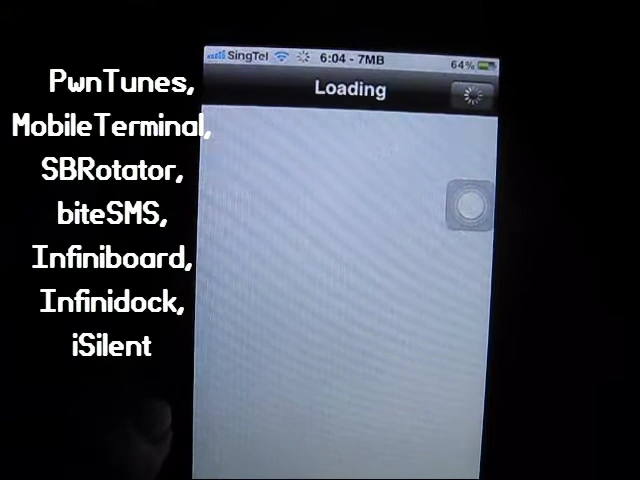 SingTel 6:04 - 7MB 64%
Loading
PwnTunes,
MobileTerminal,
SBRotator,
biteSMS,
Infiniboard,
Infinidock,
iSilent